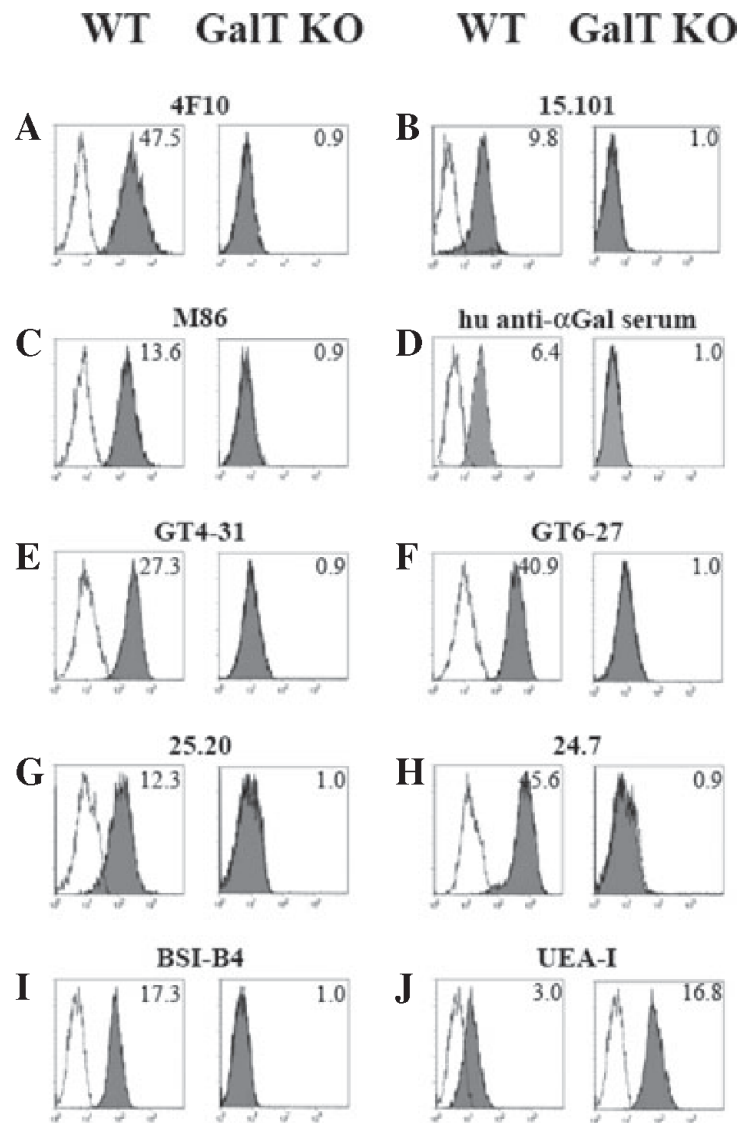 WT GalT KO WT GalT KO
4F10 15.101
A 47.5 0.9 B 9.8 1.0
M86 hu anti-αGal serum
C 13.6 0.9 D 6.4 1.0
GT4-31 GT6-27
E 27.3 0.9 F 40.9 1.0
25.20 24.7
G 12.3 1.0 H 45.6 0.9
BSI-B4 UEA-I
I 17.3 1.0 J 3.0 16.8